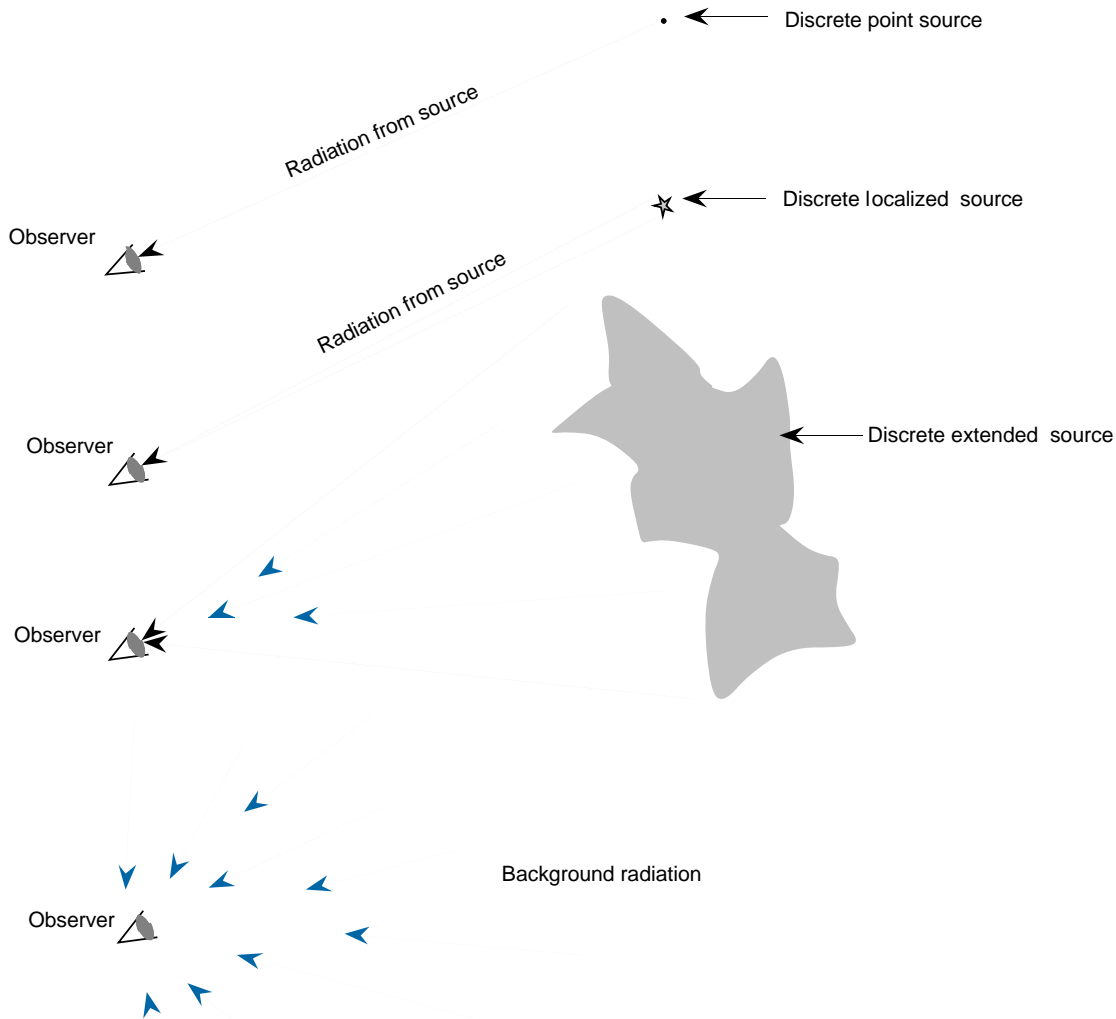 Discrete point source
Radiation from source
Discrete localized source
Observer
Radiation from source
Discrete extended source
Observer
Observer
Background radiation
Observer